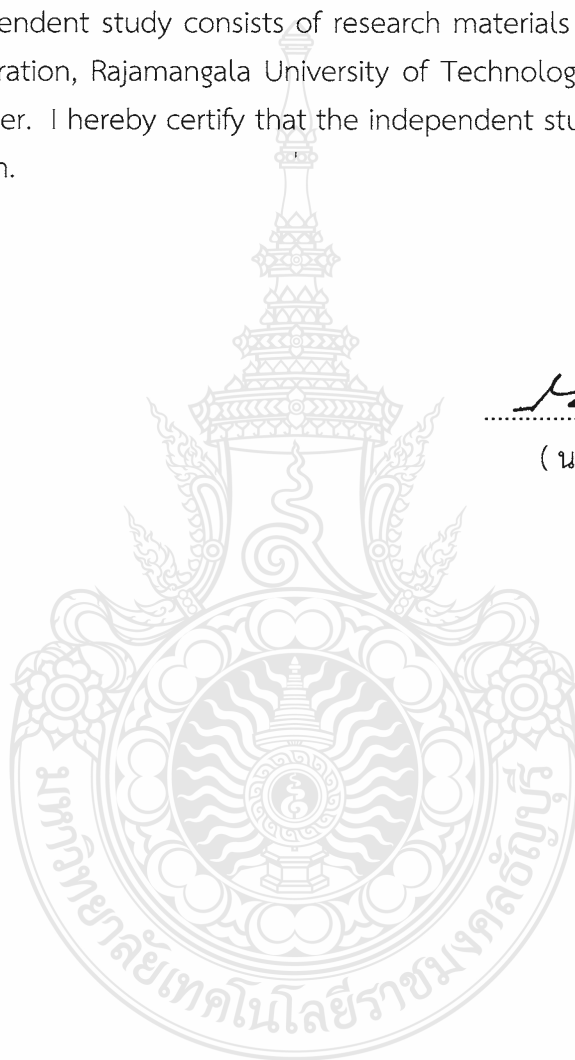 endent study consists of research materials
ration, Rajamangala University of Technolog
er. I hereby certify that the independent stu
n.
( น
มหาวิทยาลัยเทคโนโลยีราชมงคลธัญบุรี